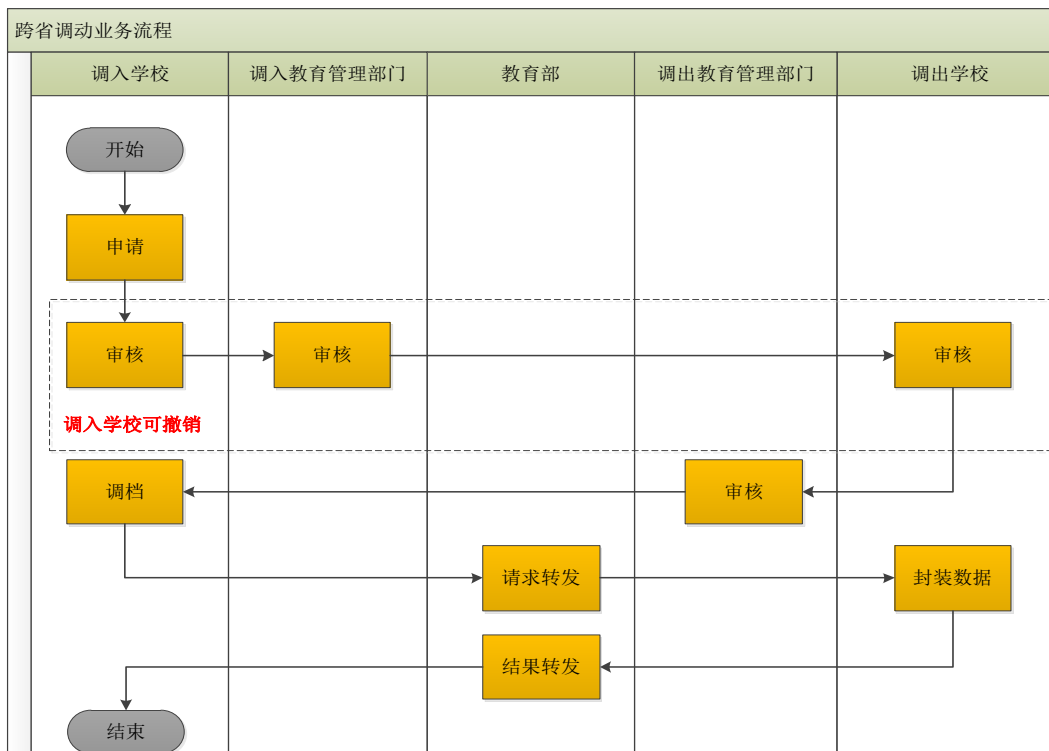 跨省调动业务流程
调入学校
调入教育管理部门
教育部
调出教育管理部门
调出学校
开始
申请
审核
审核
审核
调入学校可撤销
调档
审核
请求转发
封装数据
结果转发
结束